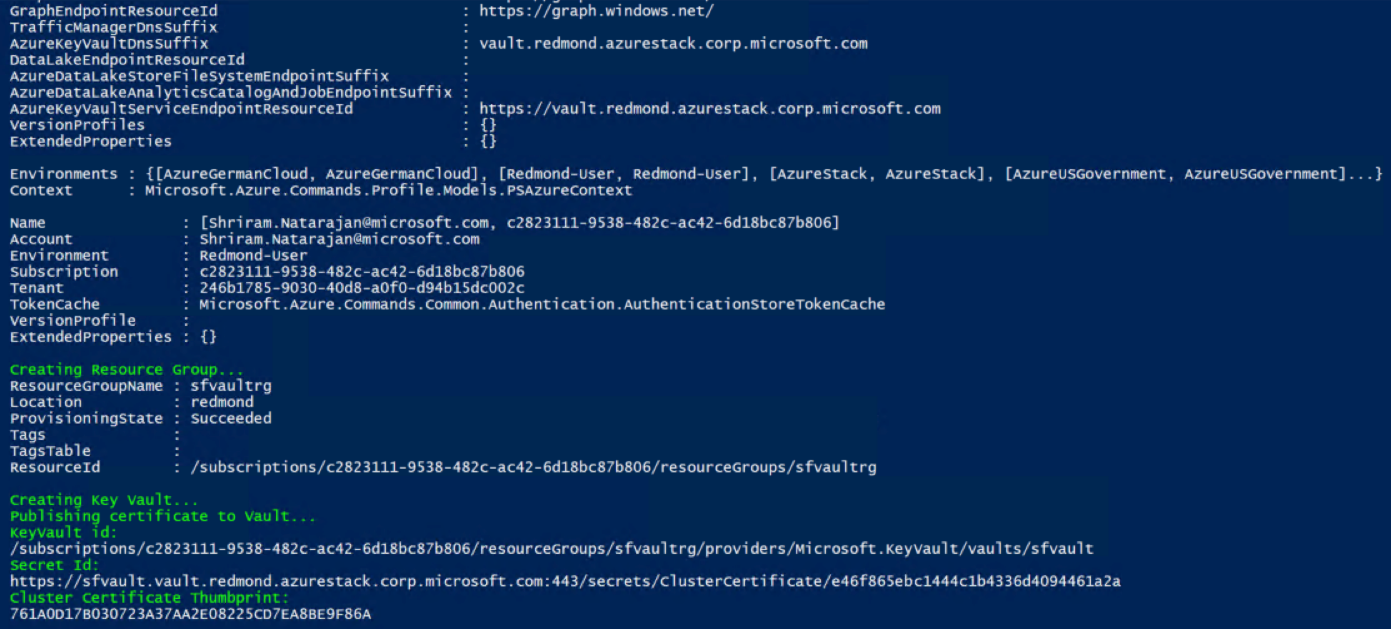 GraphEndpointResourceId : https://graph.windows.net/
TrafficManagerDnsSuffix :
AzureKeyVaultDnsSuffix : vault.redmond.azurestack.corp.microsoft.com
DataLakeEndpointResourceId :
AzureDataLakeStoreFileSystemEndpointSuffix :
AzureDataLakeAnalyticsCatalogAndJobEndpointSuffix :
AzureKeyVaultServiceEndpointResourceId : https://vault.redmond.azurestack.corp.microsoft.com
VersionProfiles : {}
ExtendedProperties : {}
Environments : {[AzureGermanCloud, AzureGermanCloud], [Redmond-User, Redmond-User], [AzureStack, AzureStack], [AzureUSGovernment, AzureUSGovernment]...}
Context : Microsoft.Azure.Commands.Profile.Models.PSAzureContext
Name : [Shriram.Natarajan@microsoft.com, c2823111-9538-482c-ac42-6d18bc87b806]
Account : Shriram.Natarajan@microsoft.com
Environment : Redmond-User
Subscription : c2823111-9538-482c-ac42-6d18bc87b806
Tenant : 246b1785-9030-40d8-a0f0-d94b15dc002c
TokenCache : Microsoft.Azure.Commands.Common.Authentication.AuthenticationStoreTokenCache
VersionProfile :
ExtendedProperties : {}
Creating Resource Group...
ResourceGroupName : sfvaultrg
Location : redmond
ProvisioningState : Succeeded
Tags :
TagsTable :
ResourceId : /subscriptions/c2823111-9538-482c-ac42-6d18bc87b806/resourceGroups/sfvaultrg
Creating Key Vault...
Publishing certificate to Vault...
KeyVault id:
/subscriptions/c2823111-9538-482c-ac42-6d18bc87b806/resourceGroups/sfvaultrg/providers/Microsoft.KeyVault/vaults/sfvault
Secret Id:
https://sfvault.vault.redmond.azurestack.corp.microsoft.com:443/secrets/ClusterCertificate/e46f865ebc1444c1b4336d4094461a2a
Cluster Certificate Thumbprint:
761A0D17B030723A37AA2E08225CD7EA8BE9F86A